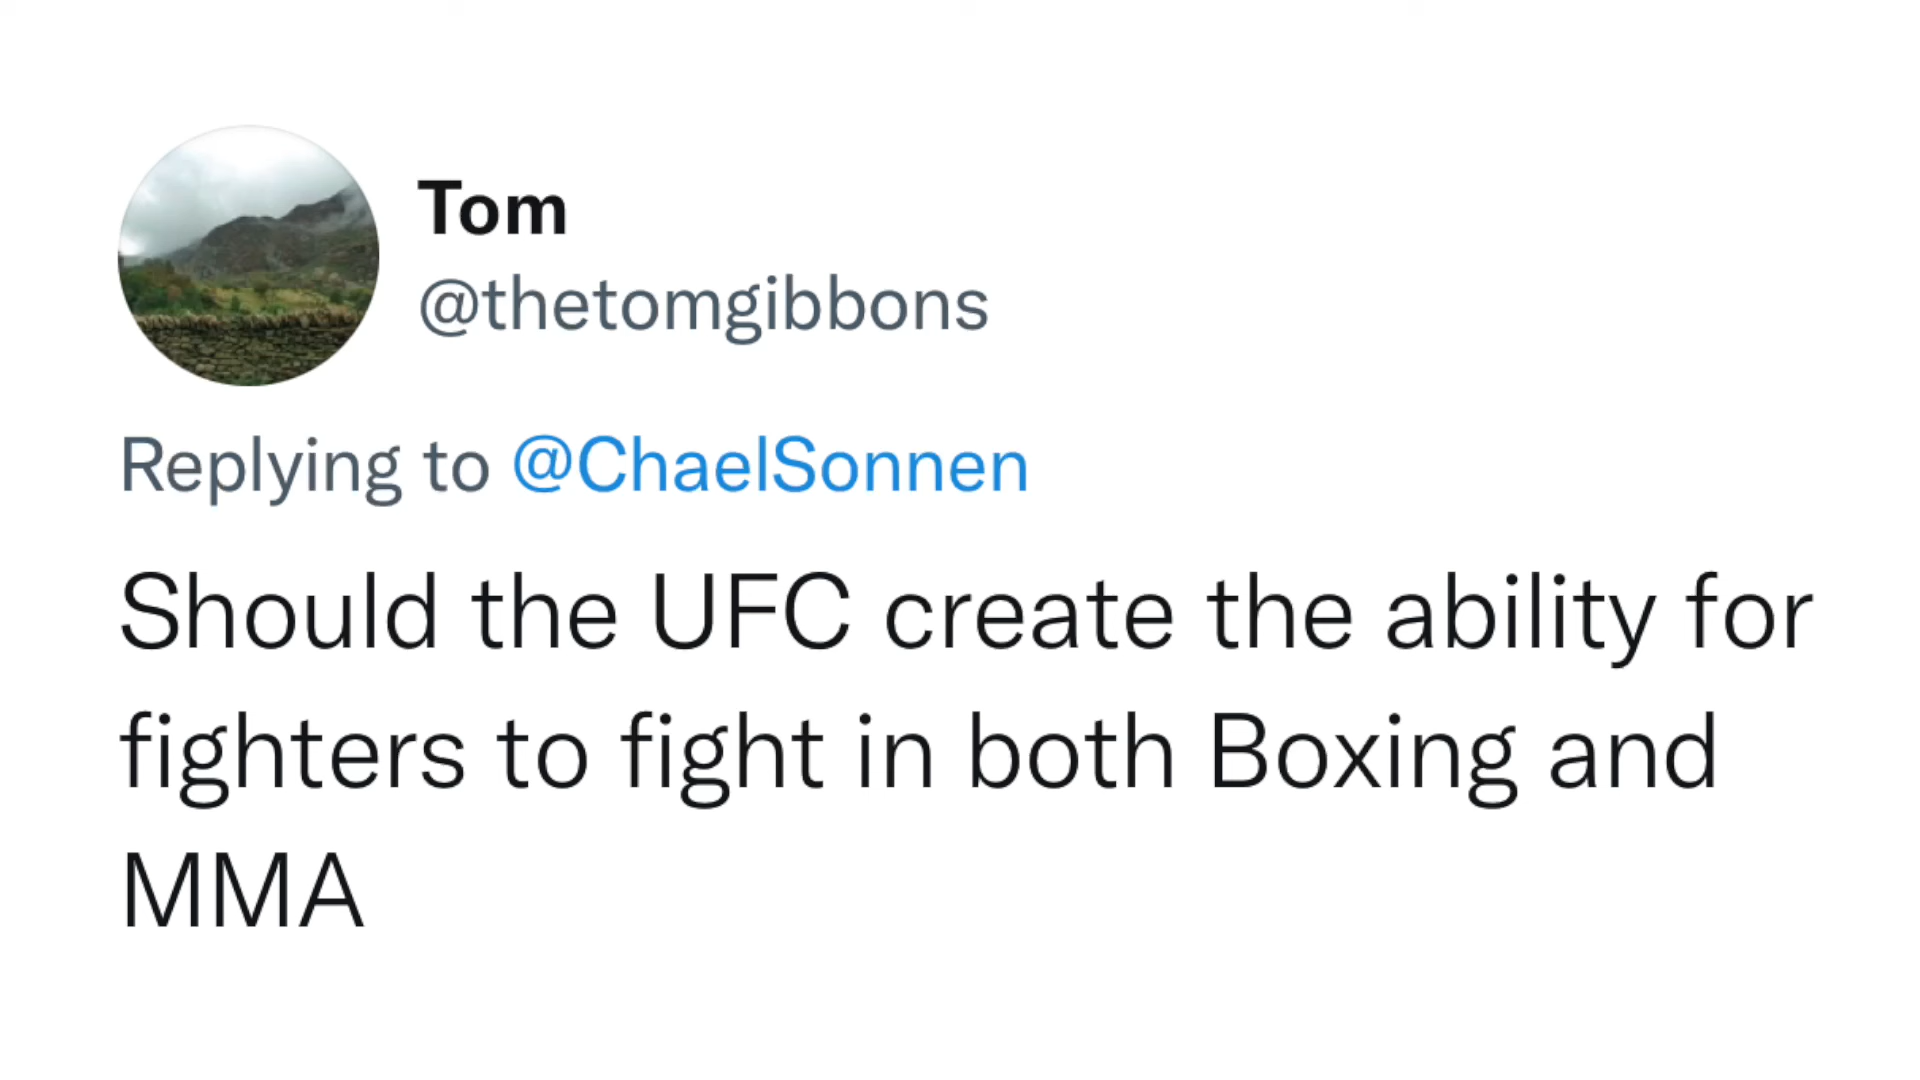 Tom
@thetomgibbons
Replying to @ChaelSonnen
Should the UFC create the ability for
fighters to fight in both Boxing and
MMA